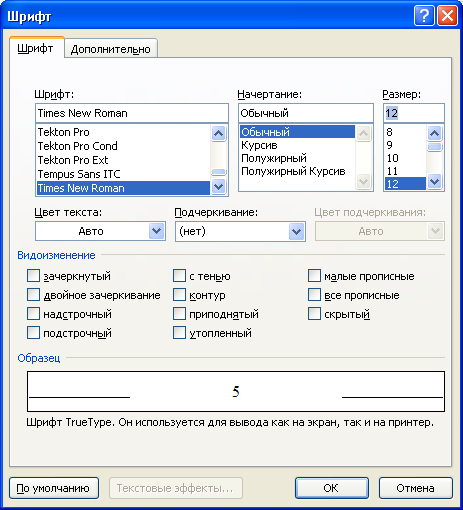 Шрифт
Шрифт Дополнительно
Шрифт: Начертание: Размер:
Times New Roman Обычный 12
Tekton Pro Обычный 8
Tekton Pro Cond Курсив 9
Tekton Pro Ext Полужирный 10
Tempus Sans ITC Полужирный Курсив 11
Times New Roman 12
Цвет текста: Подчеркивание: Цвет подчеркивания:
Авто (нет) Авто
Видоизменение
зачеркнутый с тенью малые прописные
двойное зачеркивание контур все прописные
надстрочный приподнятый скрытый
подстрочный утопленный
Образец
5
Шрифт TrueType. Он используется для вывода как на экран, так и на принтер.
По умолчанию Текстовые эффекты... ОК Отмена